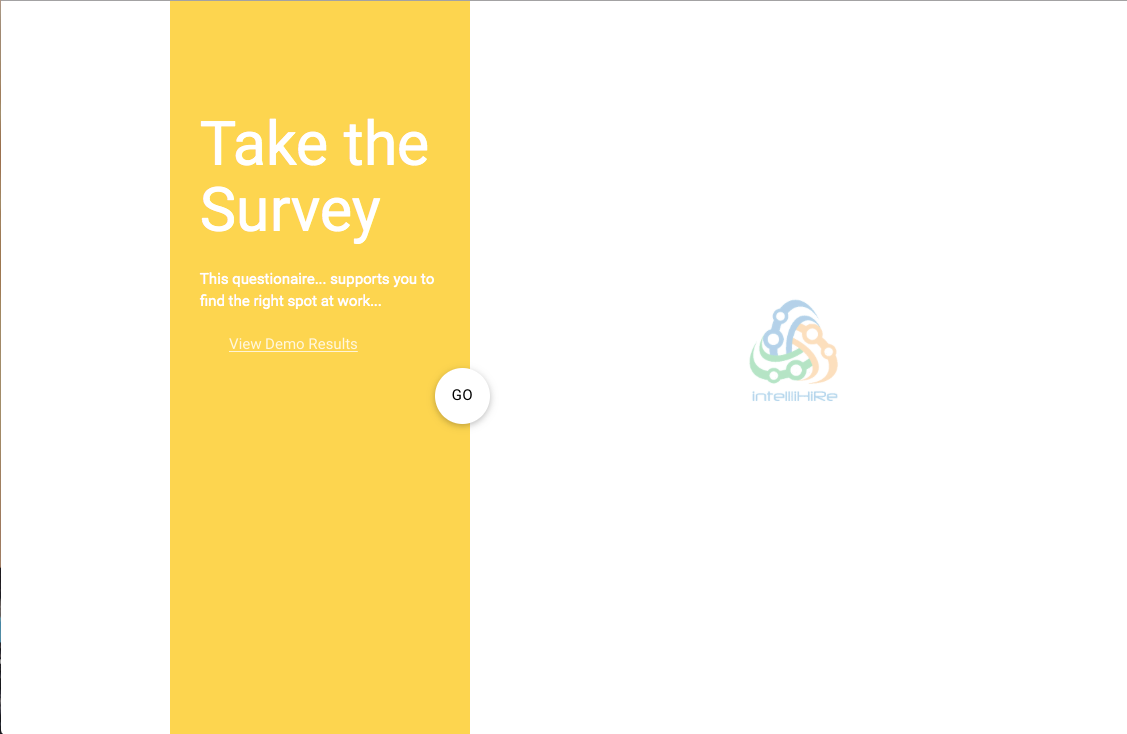 Take the
Survey
This questionaire... supports you to
find the right spot at work...
View Demo Results
GO
intelliHiRe